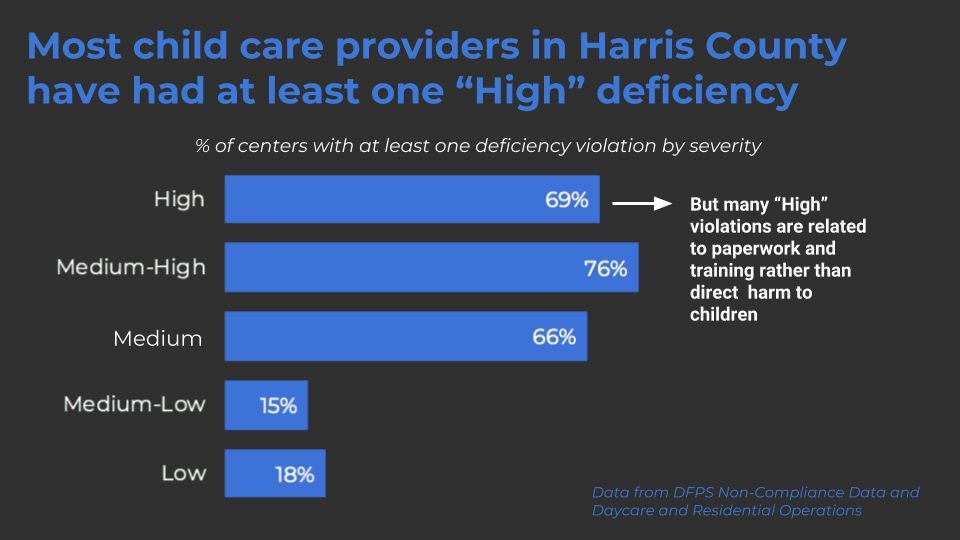 Most child care providers in Harris County
have had at least one “High” deficiency
% of centers with at least one deficiency violation by severity
High
69%
But many “High”
violations are related
to paperwork and
training rather than
direct harm to
children
Medium-High
76%
Medium
66%
Medium-Low
15%
Low
18%
Data from DFPS Non-Compliance Data and
Daycare and Residential Operations